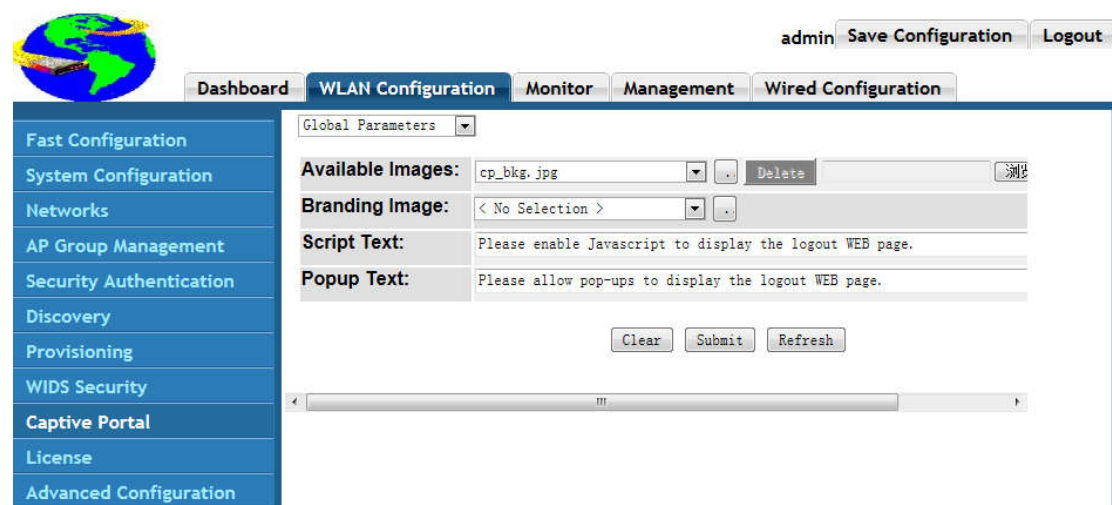 admin Save Configuration Logout
Dashboard WLAN Configuration Monitor Management Wired Configuration
Global Parameters
Fast Configuration
System Configuration
Networks
AP Group Management
Security Authentication
Discovery
Provisioning
WIDS Security
Captive Portal
License
Advanced Configuration
Available Images: cp_bkg.jpg .. Delete
Branding Image: < No Selection > ..
Script Text: Please enable Javascript to display the logout WEB page.
Popup Text: Please allow pop-ups to display the logout WEB page.
Clear Submit Refresh